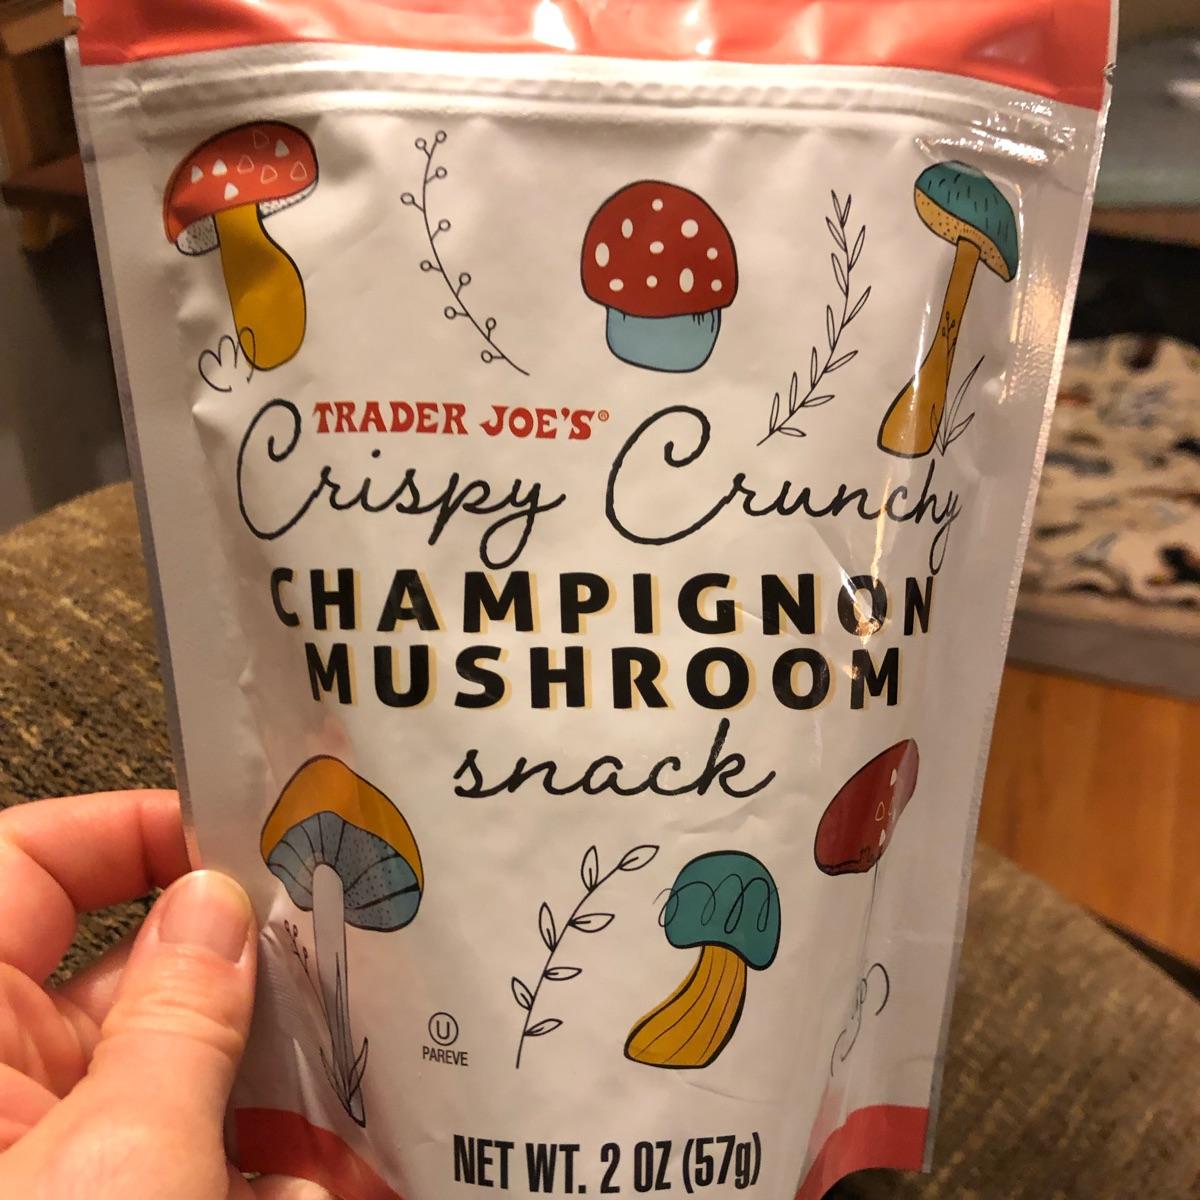 TRADER JOE'S®
Crispy Crunchy
CHAMPIGNON
MUSHROOM
snack
U
PAREVE
NET WT. 2 OZ (57g)